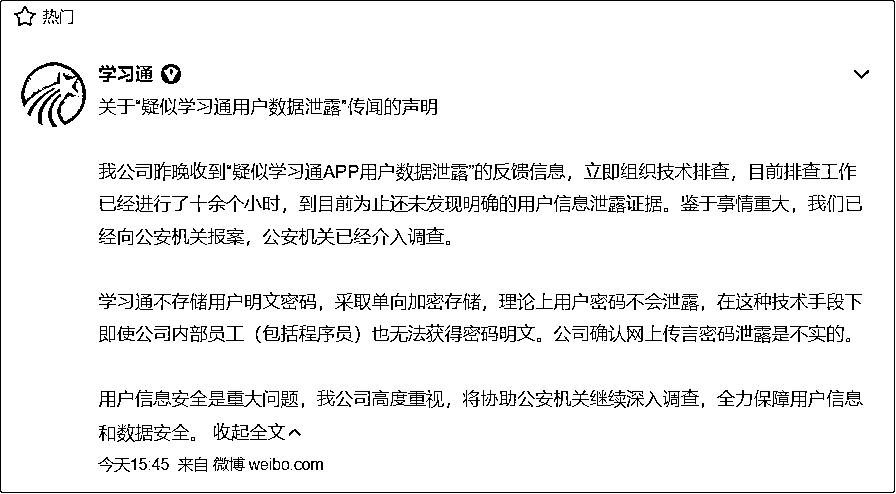 热门
学习通
关于“疑似学习通用户数据泄露”传闻的声明
我公司昨晚收到“疑似学习通APP用户数据泄露”的反馈信息，立即组织技术排查，目前排查工作
已经进行了十余个小时，到目前为止还未发现明确的用户信息泄露证据。鉴于事情重大，我们已
经向公安机关报案，公安机关已经介入调查。
学习通不存储用户明文密码，采取单向加密存储，理论上用户密码不会泄露，在这种技术手段下
即使公司内部员工（包括程序员）也无法获得密码明文。公司确认网上传言密码泄露是不实的。
用户信息安全是重大问题，我公司高度重视，将协助公安机关继续深入调查，全力保障用户信息
和数据安全。 收起全文
今天15:45 来自 微博 weibo.com